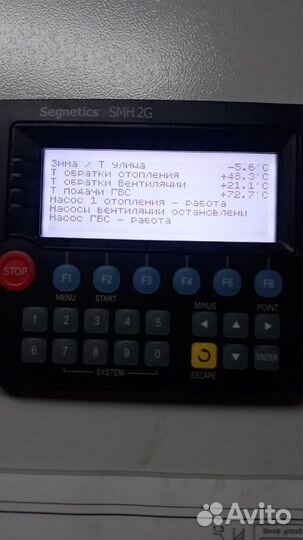 Segnetics SMH 2G
Зима / Т улица -5.6°C
Т обратки отопления +48.3°C
Т обратки Вентиляции +21.1°C
Т подачи ГВС +72.7°C
Насос 1 отопления - работа
Насосы вентиляции остановлены
Насос ГВС - работа
STOP
F1 F2 F3 F4 F5 F6
MENU START MINUS POINT
1 2 3 4 5
6 7 8 9 0 ENTER
SYSTEM ESCAPE
Avito